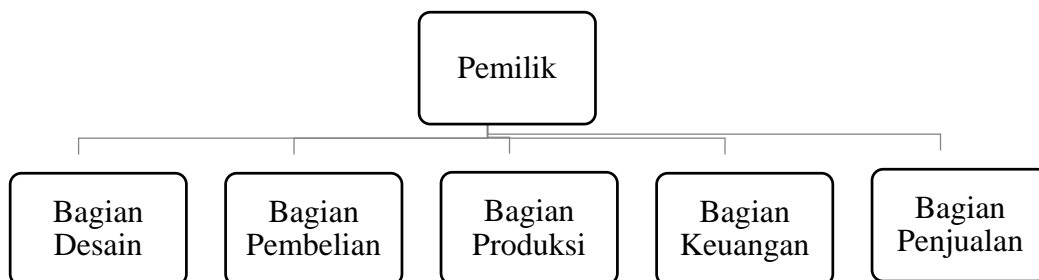 Pemilik
Bagian
Desain
Bagian
Pembelian
Bagian
Produksi
Bagian
Keuangan
Bagian
Penjualan